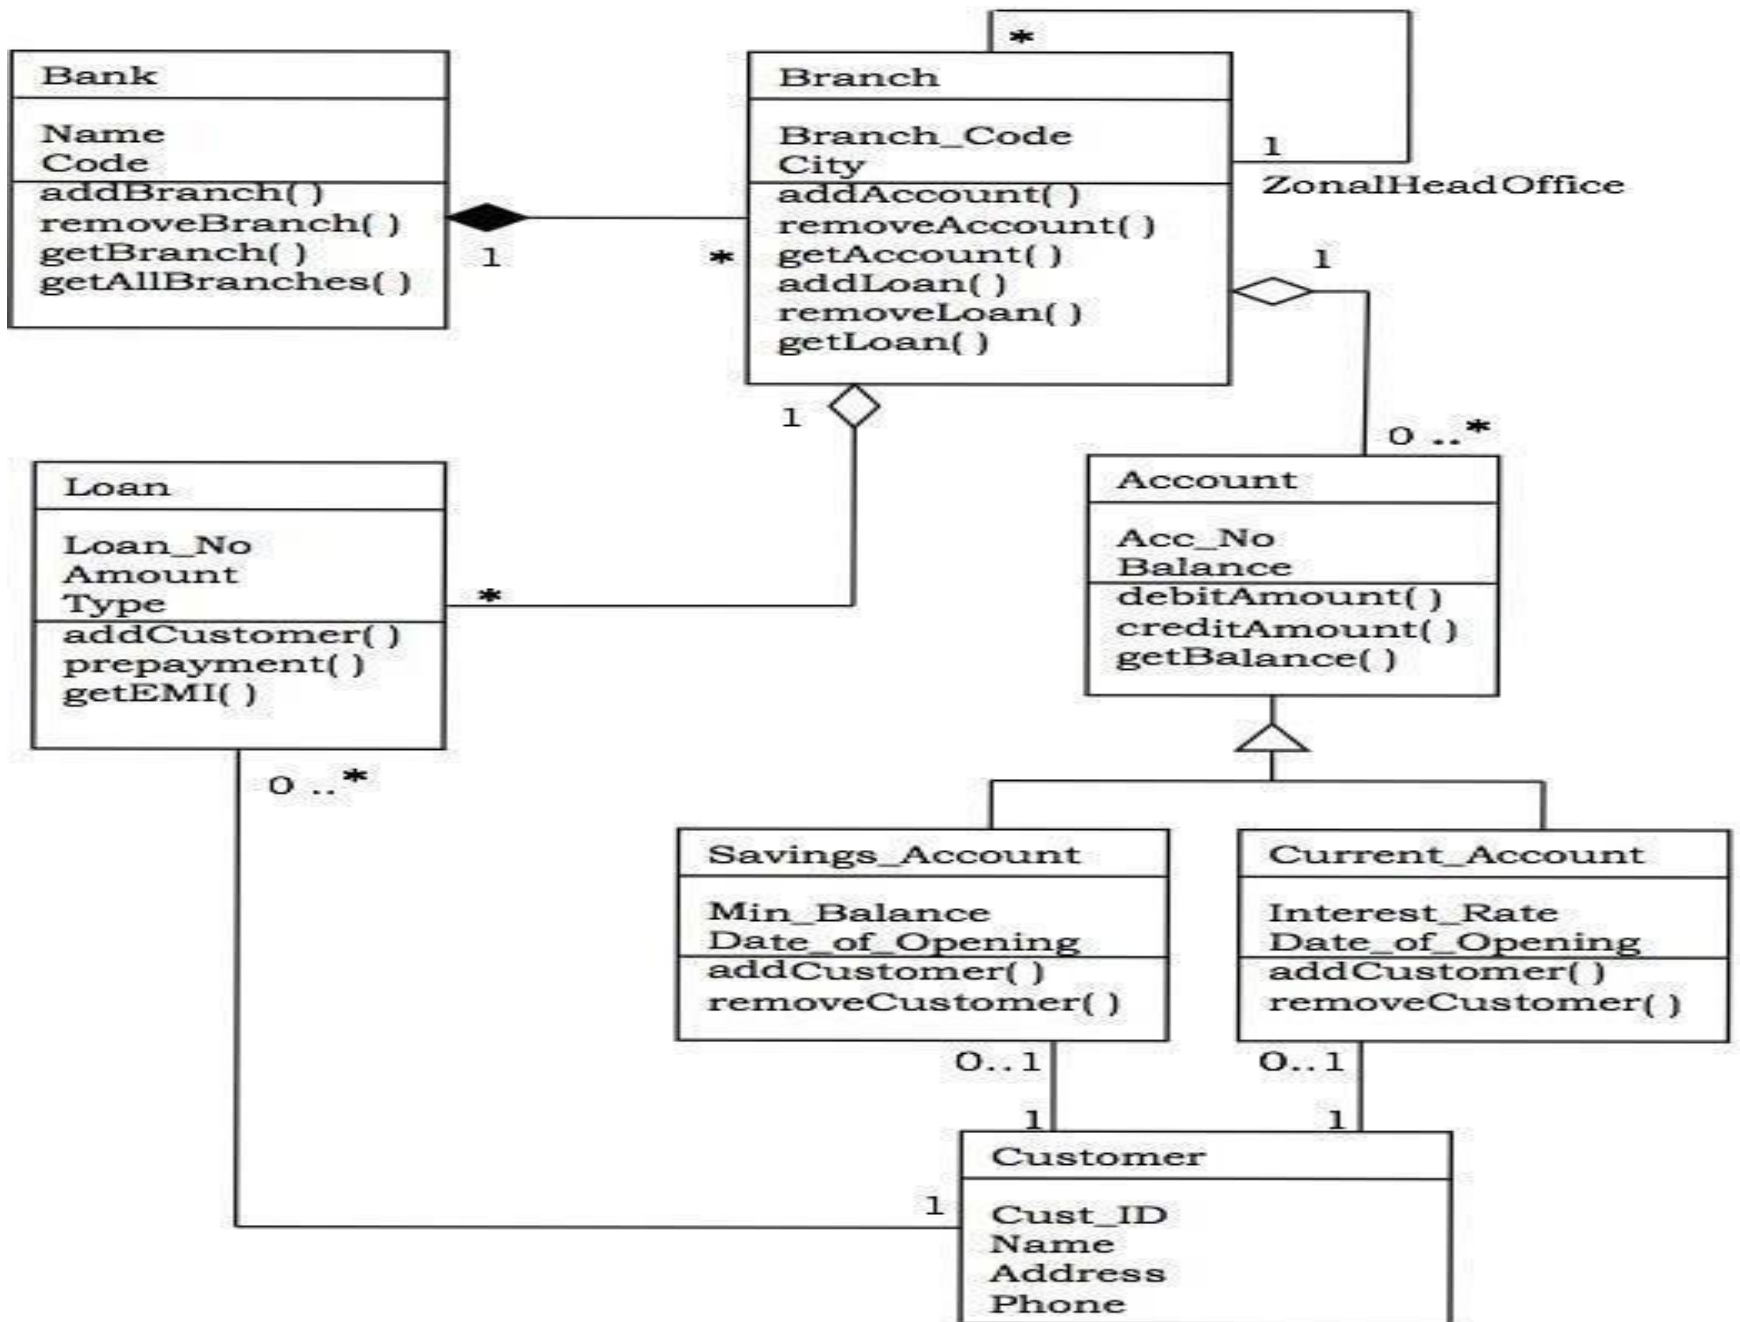 Bank
Name
Code
addBranch( )
removeBranch( )
getBranch( )
getAllBranches( )
1
*
Branch
Branch_Code
City
addAccount( )
removeAccount( )
getAccount( )
addLoan( )
removeLoan( )
getLoan( )
*
1
ZonalHeadOffice
1
0 ..*
1
*
Loan
Loan_No
Amount
Type
addCustomer( )
prepayment( )
getEMI( )
0 ..*
Account
Acc_No
Balance
debitAmount( )
creditAmount( )
getBalance( )
Savings_Account
Min_Balance
Date_of_Opening
addCustomer( )
removeCustomer( )
0..1
1
Current_Account
Interest_Rate
Date_of_Opening
addCustomer( )
removeCustomer( )
0..1
1
1
Customer
Cust_ID
Name
Address
Phone